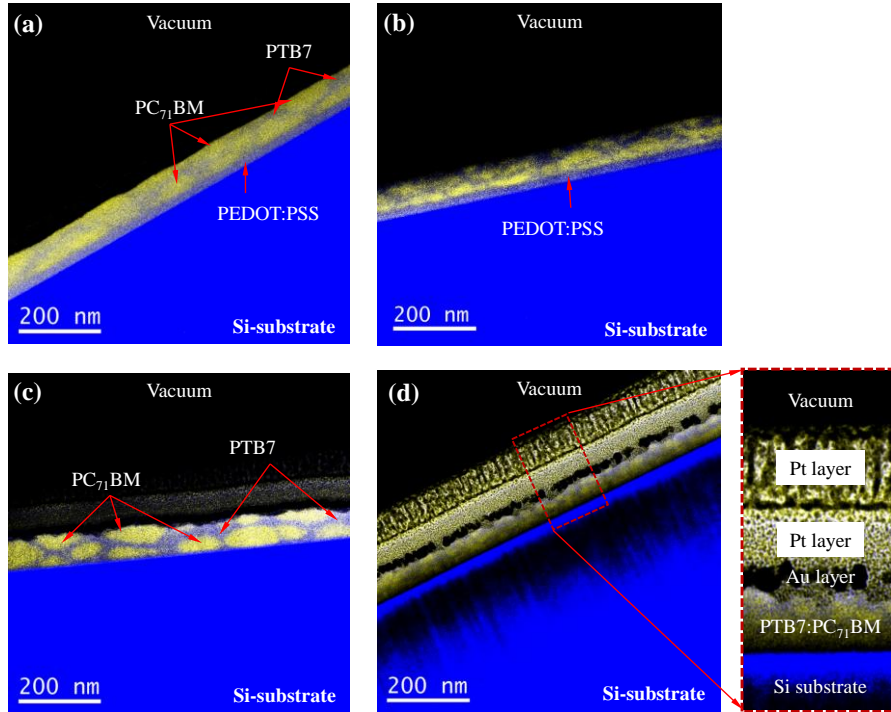 (a)
Vacuum
PTB7
PC₇₁BM
PEDOT:PSS
200 nm
Si-substrate
(b)
Vacuum
PEDOT:PSS
200 nm
Si-substrate
(c)
Vacuum
PTB7
PC₇₁BM
200 nm
Si-substrate
(d)
Vacuum
200 nm
Si-substrate
Vacuum
Pt layer
Pt layer
Au layer
PTB7:PC₇₁BM
Si substrate